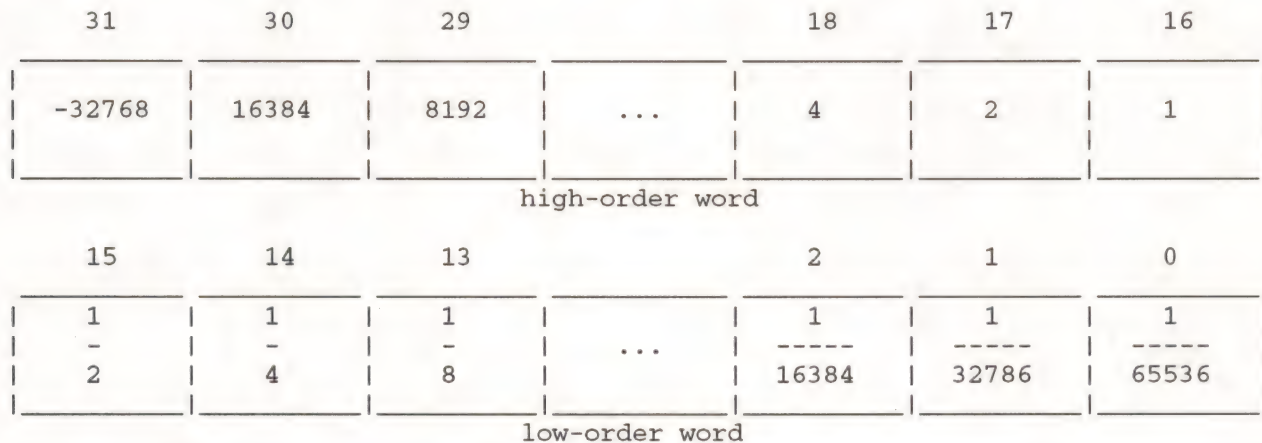 31 30 29 18 17 16
-32768 | 16384 | 8192 | ... | 4 | 2 | 1
high-order word
15 14 13 2 1 0
| 1 | 1 | 1 | | 1 | 1 | 1 |
| - | - | - | ... | ----- | ----- | ----- |
| 2 | 4 | 8 | | 16384 | 32786 | 65536 |
low-order word